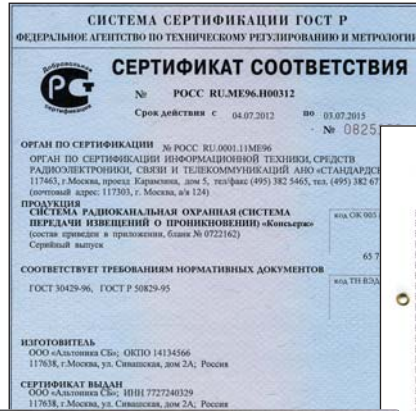 СИСТЕМА СЕРТИФИКАЦИИ ГОСТ Р
ФЕДЕРАЛЬНОЕ АГЕНТСТВО ПО ТЕХНИЧЕСКОМУ РЕГУЛИРОВАНИЮ И МЕТРОЛОГИ
Добровольная
сертификация
СЕРТИФИКАТ СООТВЕТСТВИЯ
№ РОСС RU.ME96.H00312
Срок действия с 04.07.2012 по 03.07.2015
№ 0825
ОРГАН ПО СЕРТИФИКАЦИИ № РОСС RU.0001.11ME96
ОРГАН ПО СЕРТИФИКАЦИИ ИНФОРМАЦИОННОЙ ТЕХНИКИ, СРЕДСТВ
РАДИОЭЛЕКТРОНИКИ, СВЯЗИ И ТЕЛЕКОММУНИКАЦИЙ АНО «СТАНДАРТСЕ
117463, г.Москва, проезд Карамзина, дом 5, тел/факс (495) 382 5465, тел. (495) 382 67
(почтовый адрес: 117303, г. Москва, а/я 124)
ПРОДУКЦИЯ
СИСТЕМА РАДИОКАНАЛЬНАЯ ОХРАННАЯ (СИСТЕМА
ПЕРЕДАЧИ ИЗВЕЩЕНИЙ О ПРОНИКНОВЕНИИ) «Консьерж»
(состав приведен в приложении, бланк № 0722162)
Серийный выпуск
код ОК 005
65 7
СООТВЕТСТВУЕТ ТРЕБОВАНИЯМ НОРМАТИВНЫХ ДОКУМЕНТОВ
ГОСТ 30429-96, ГОСТ Р 50829-95
код ТН ВЭД
ИЗГОТОВИТЕЛЬ
ООО «Альтоника СБ»; ОКПО 14134566
117638, г.Москва, ул. Сивашская, дом 2А; Россия
СЕРТИФИКАТ ВЫДАН
ООО «Альтоника СБ»; ИНН 7727240329
117638, г.Москва, ул. Сивашская, дом 2А; Россия